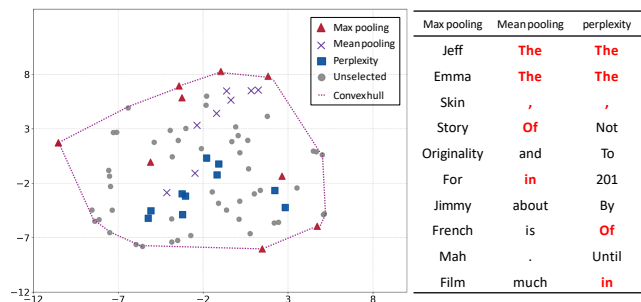 Max pooling
Mean pooling
Perplexity
Unselected
Convexhull
8
3
−2
−7
−12
−12
−7
−2
3
8
Max pooling Mean pooling perplexity
Jeff The The
Emma The The
Skin , ,
Story Of Not
Originality and To
For in 201
Jimmy about By
French is Of
Mah . Until
Film much in